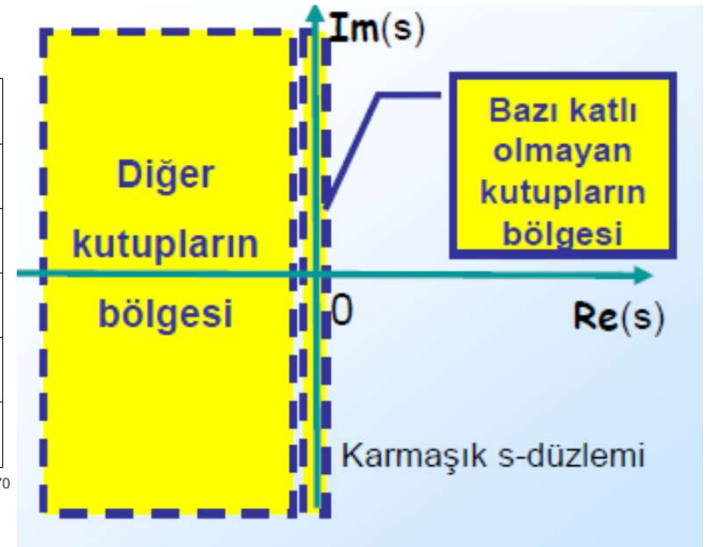 Im(s)
Bazı katlı
olmayan
kutupların
bölgesi
Diğer
kutupların
bölgesi
0
Re(s)
Karmaşık s-düzlemi